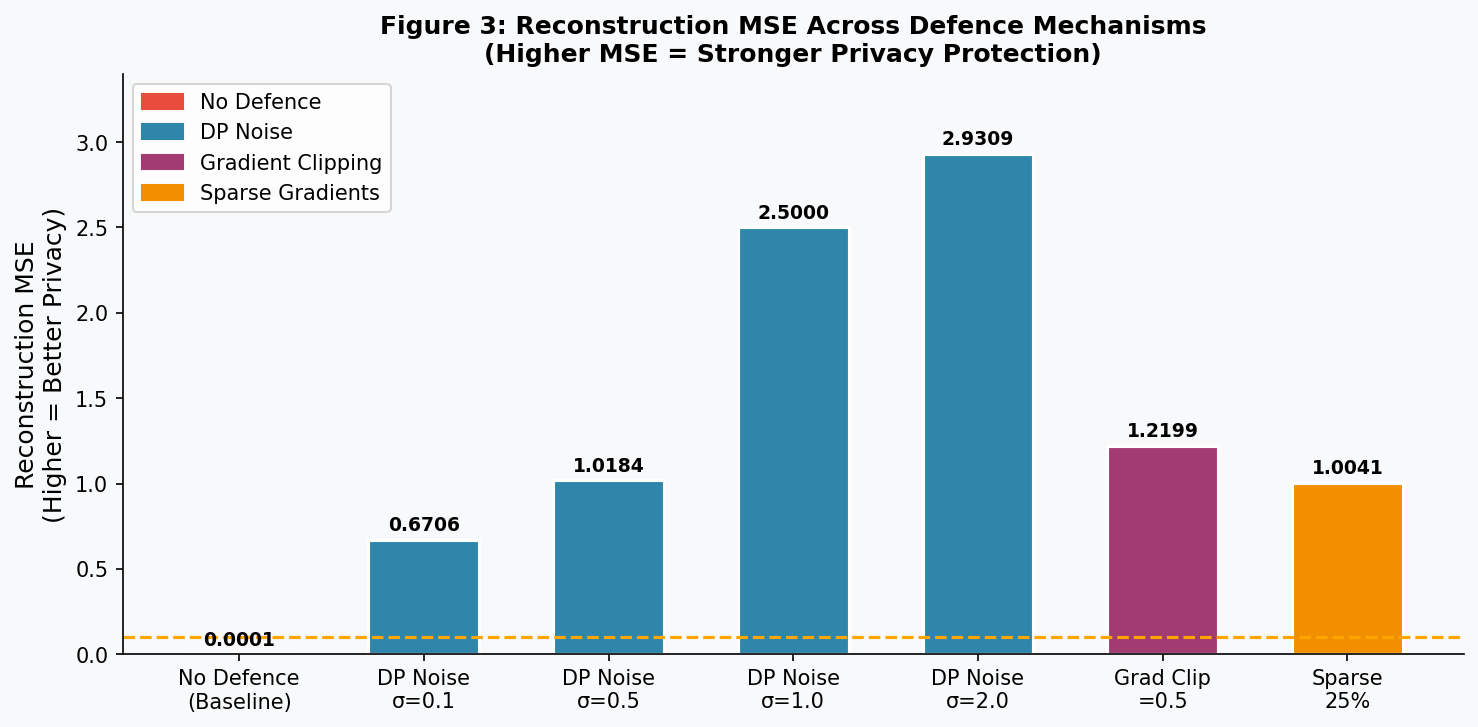 Figure 3: Reconstruction MSE Across Defence Mechanisms
(Higher MSE = Stronger Privacy Protection)
No Defence
DP Noise
Gradient Clipping
Sparse Gradients
Reconstruction MSE
(Higher = Better Privacy)
3.0
2.5
2.0
1.5
1.0
0.5
0.0
0.0001
0.6706
1.0184
2.5000
2.9309
1.2199
1.0041
No Defence
(Baseline)
DP Noise
σ=0.1
DP Noise
σ=0.5
DP Noise
σ=1.0
DP Noise
σ=2.0
Grad Clip
=0.5
Sparse
25%